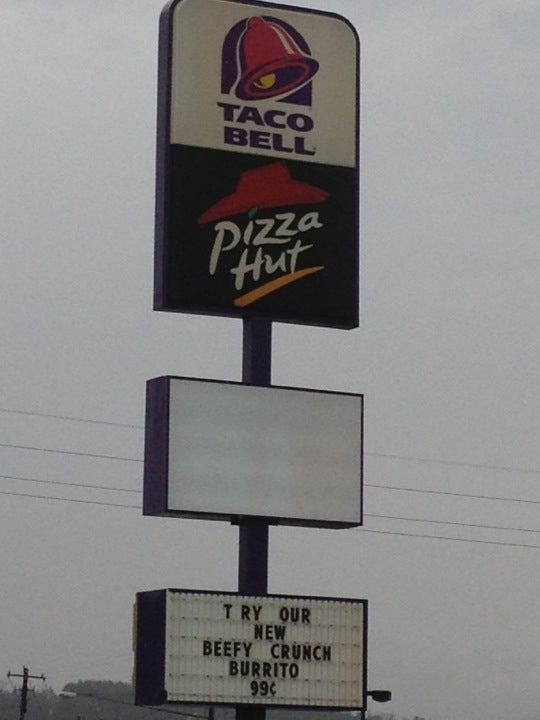 TACO
BELL
Pizza
Hut
TRY OUR
NEW
BEEFY CRUNCH
BURRITO
99¢